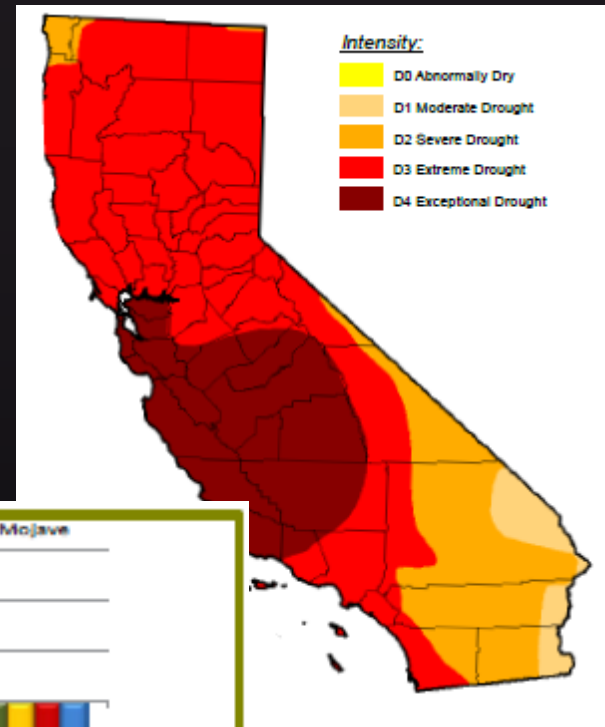 Intensity:
D0 Abnormally Dry
D1 Moderate Drought
D2 Severe Drought
D3 Extreme Drought
D4 Exceptional Drought
Mojave